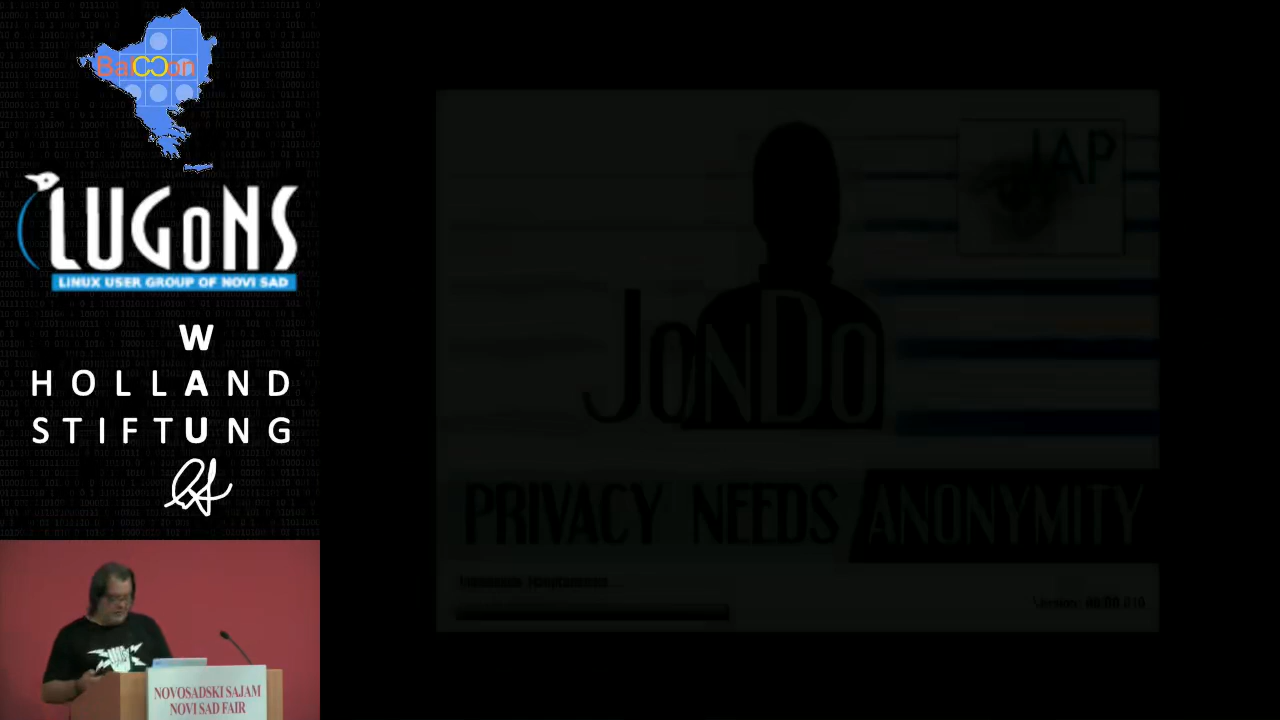 BalCCon
LUGoNS
LINUX USER GROUP OF NOVI SAD
W
HOLLAND
STIFTUNG
NOVOSADSKI SAJAM
NOVI SAD FAIR
JAP
JonDo
PRIVACY NEEDS ANONYMITY